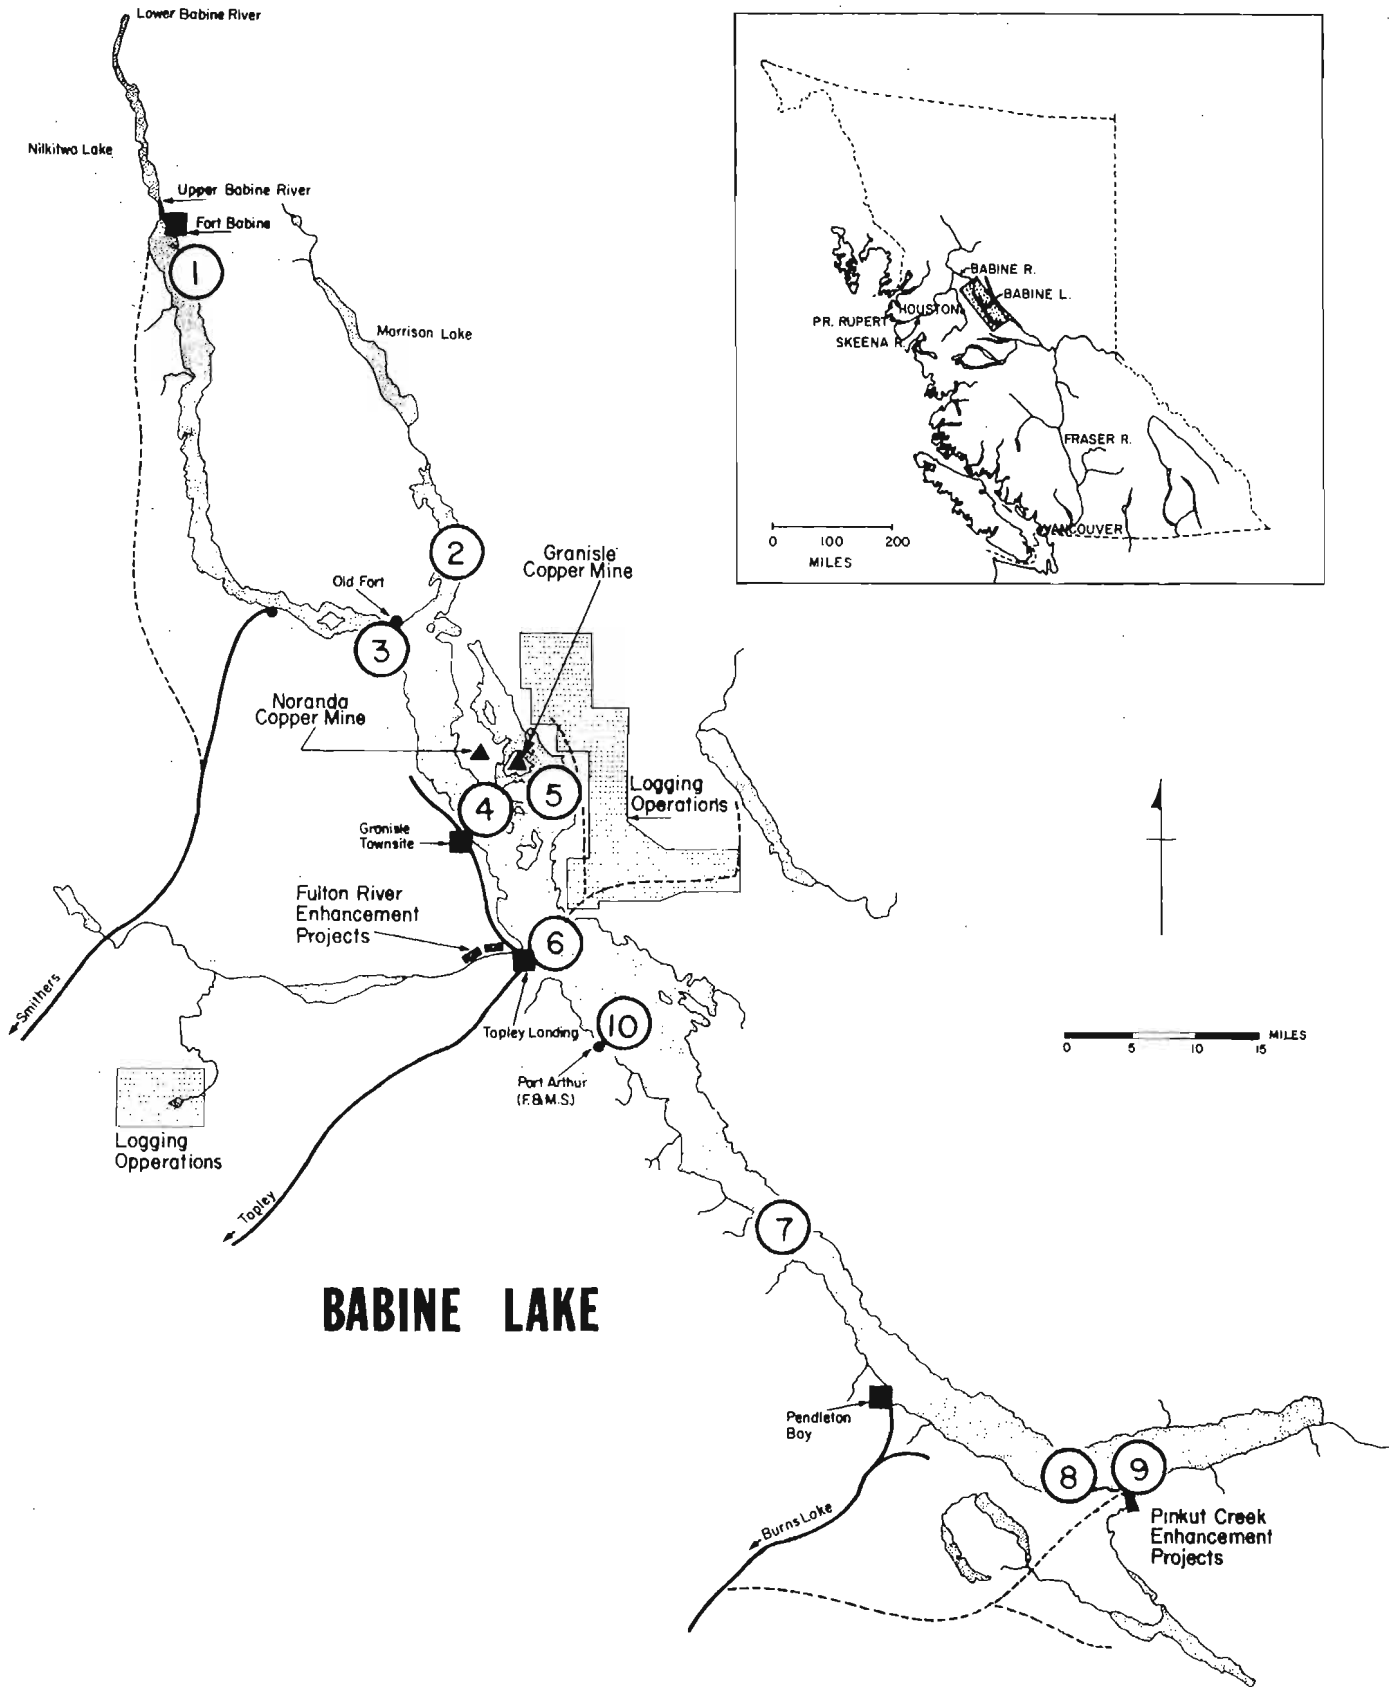 Lower Babine River
Nilkitwa Lake
Upper Babine River
Fort Babine
1
Morrison Lake
BABINE R.
BABINE L.
HOUSTON
PR. RUPERT
SKEENA R.
FRASER R.
VANCOUVER
0 100 200
MILES
2
Granisle
Copper Mine
Old Fort
3
Noranda
Copper Mine
4
5
Logging
Operations
Granisle
Townsite
Fulton River
Enhancement
Projects
6
Smithers
Topley Landing
10
Port Arthur
(F.&M.S.)
0 5 10 15 MILES
Logging
Opperations
Topley
7
BABINE LAKE
Pendleton
Bay
8
9
Burns Lake
Pinkut Creek
Enhancement
Projects